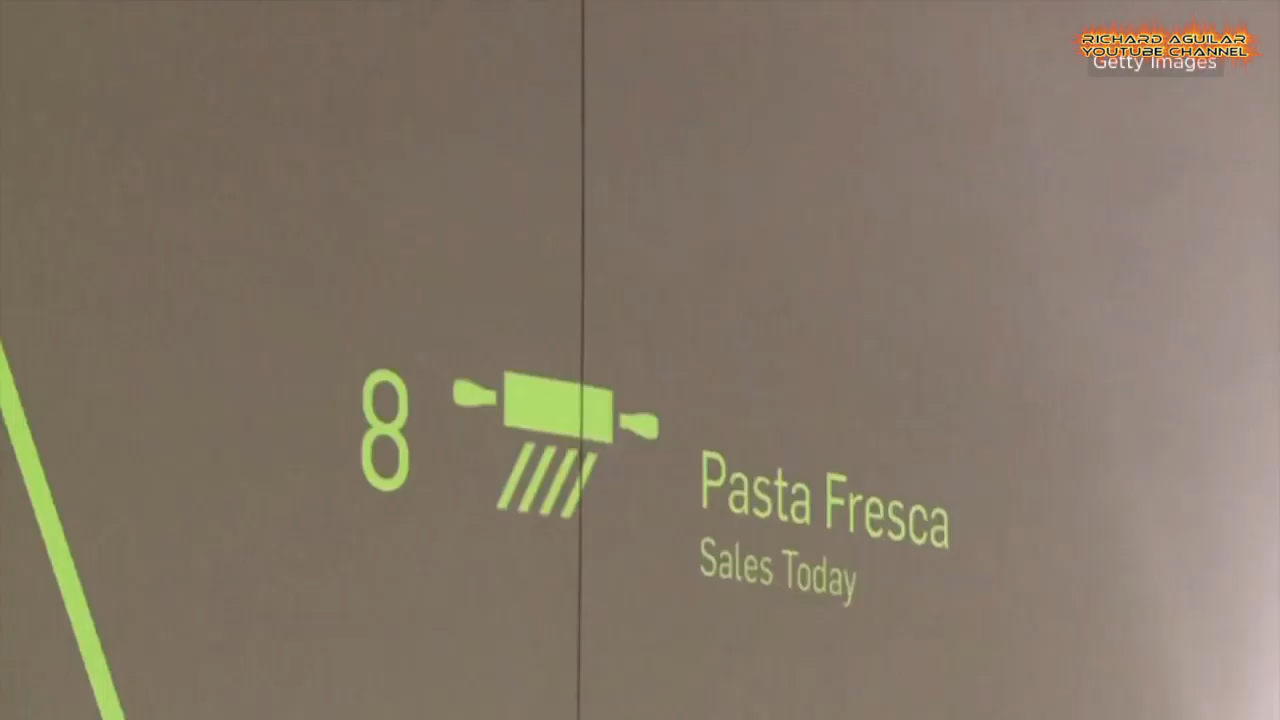 RICHARD AGUILAR
YOUTUBE CHANNEL
Getty Images
8
Pasta Fresca
Sales Today